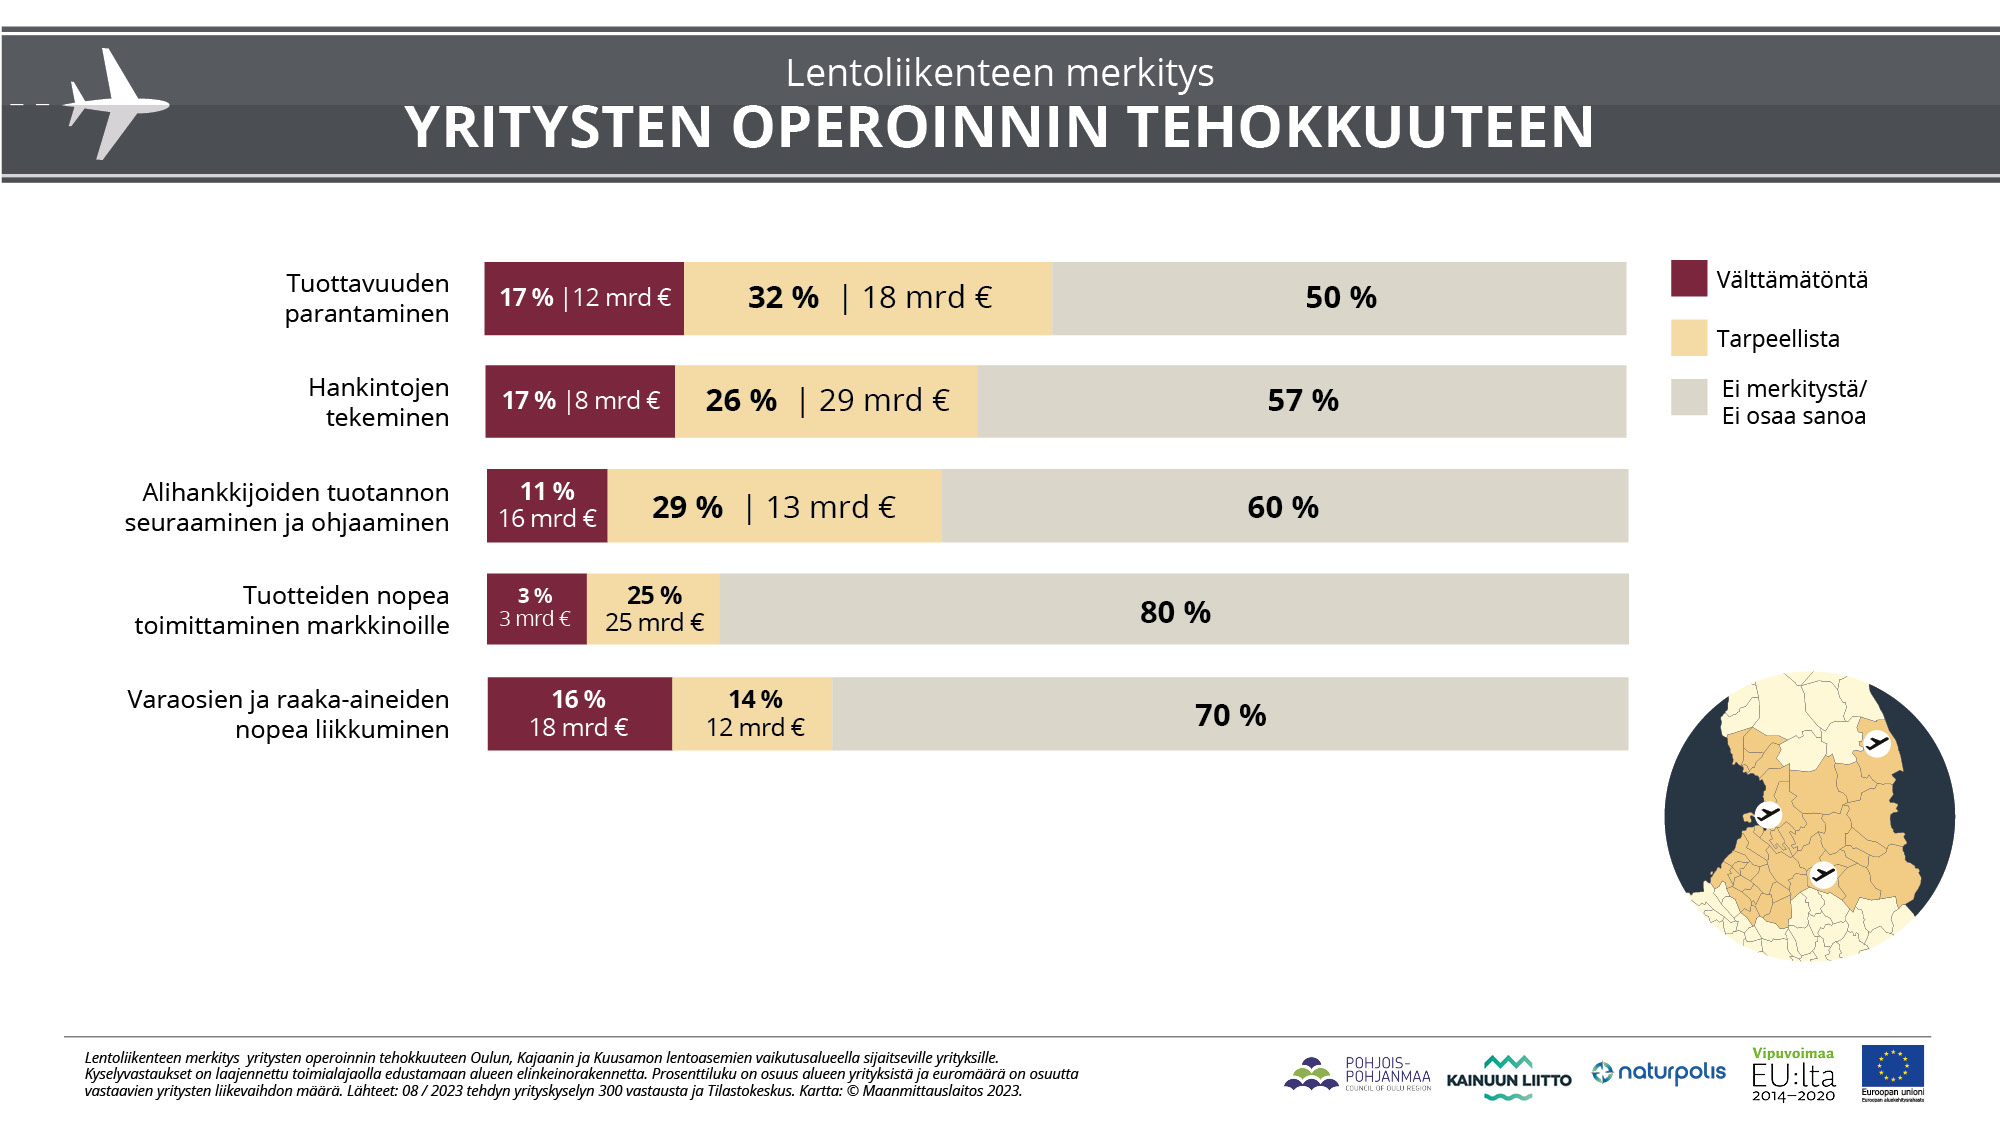 Lentoliikenteen merkitys
YRITYSTEN OPEROINNIN TEHOKKUUTEEN
Tuottavuuden
parantaminen
17 % |12 mrd €
32 % | 18 mrd €
50 %
Hankintojen
tekeminen
17 % |8 mrd €
26 % | 29 mrd €
57 %
Alihankkijoiden tuotannon
seuraaminen ja ohjaaminen
11 %
16 mrd €
29 % | 13 mrd €
60 %
Tuotteiden nopea
toimittaminen markkinoille
3 %
3 mrd €
25 %
25 mrd €
80 %
Varaosien ja raaka-aineiden
nopea liikkuminen
16 %
18 mrd €
14 %
12 mrd €
70 %
Välttämätöntä
Tarpeellista
Ei merkitystä/
Ei osaa sanoa
Lentoliikenteen merkitys yritysten operoinnin tehokkuuteen Oulun, Kajaanin ja Kuusamon lentoasemien vaikutusalueella sijaitseville yrityksille.
Kyselyvastaukset on laajennettu toimialajaolla edustamaan alueen elinkeinorakennetta. Prosenttiluku on osuus alueen yrityksistä ja euromäärä on osuutta
vastaavien yritysten liikevaihdon määrä. Lähteet: 08 / 2023 tehdyn yrityskyselyn 300 vastausta ja Tilastokeskus. Kartta: © Maanmittauslaitos 2023.
POHJOIS-
POHJANMAA
COUNCIL OF OULU REGION
KAINUUN LIITTO
naturpolis
Vipuvoimaa
EU:lta
2014–2020
Euroopan unioni
Euroopan aluekehitysrahasto